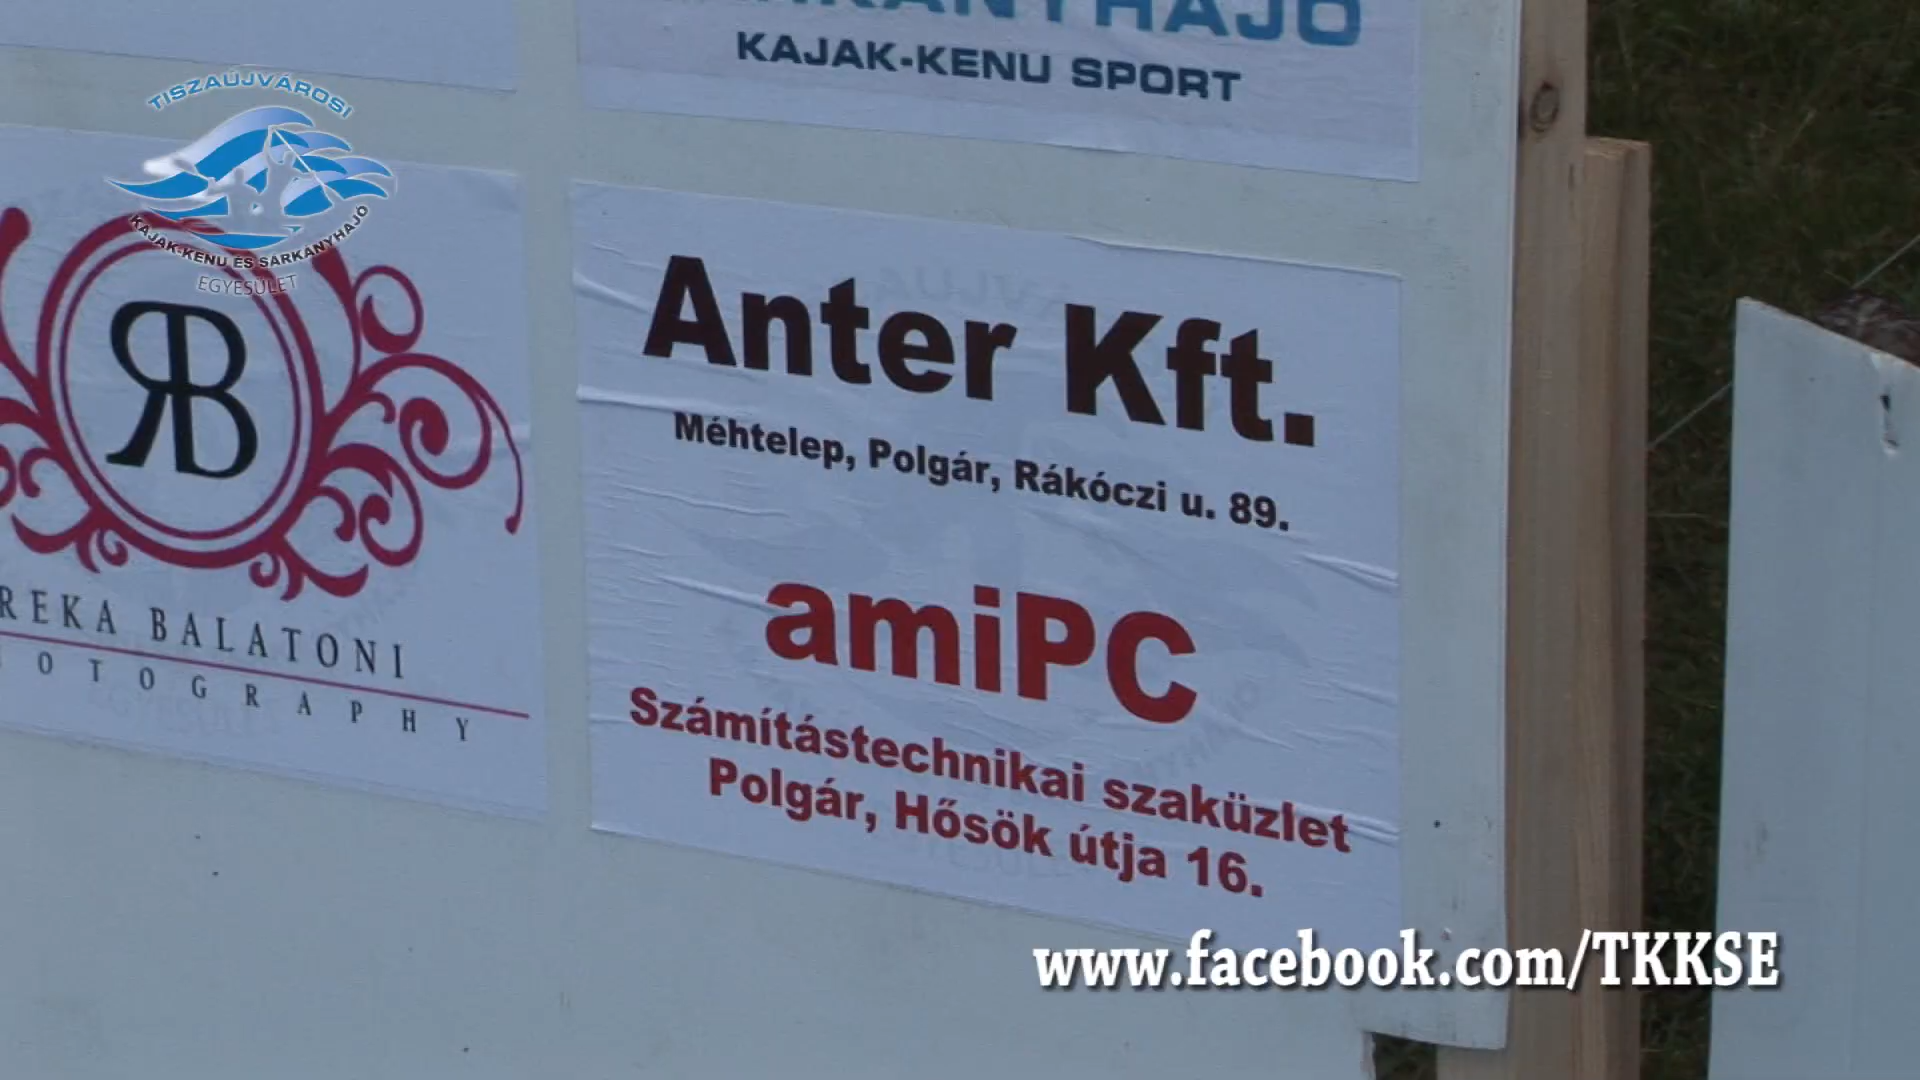 KAJAK-KENU SPORT
TISZAÚJVÁROSI
KAJAK-KENU ÉS SÁRKÁNYHAJÓ
EGYESÜLET
RB
REKA BALATONI
Anter Kft.
Méhtelep, Polgár, Rákóczi u. 89.
amiPC
Számítástechnikai szaküzlet
Polgár, Hősök útja 16.
www.facebook.com/TKKSE